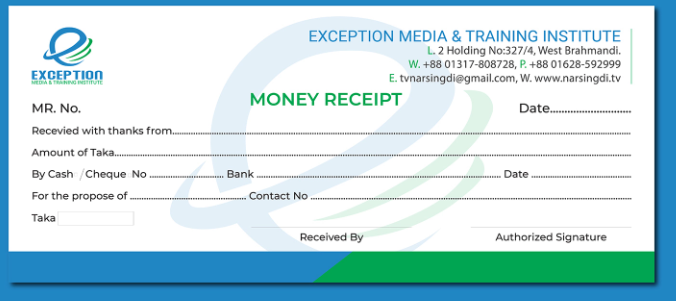 EXCEPTION
MEDIA & TRAINING INSTITUTE
EXCEPTION MEDIA & TRAINING INSTITUTE
L. 2 Holding No:327/4, West Brahmandi.
W. +88 01317-808728, P. +88 01628-592999
E. tvnarsingdi@gmail.com, W. www.narsingdi.tv
MONEY RECEIPT
MR. No. Date............................
Recevied with thanks from................................................................
Amount of Taka................................................................
By Cash / Cheque No ........................ Bank ................................................................ Date ................................
For the propose of ................................ Contact No ................................................................
Taka
Received By Authorized Signature